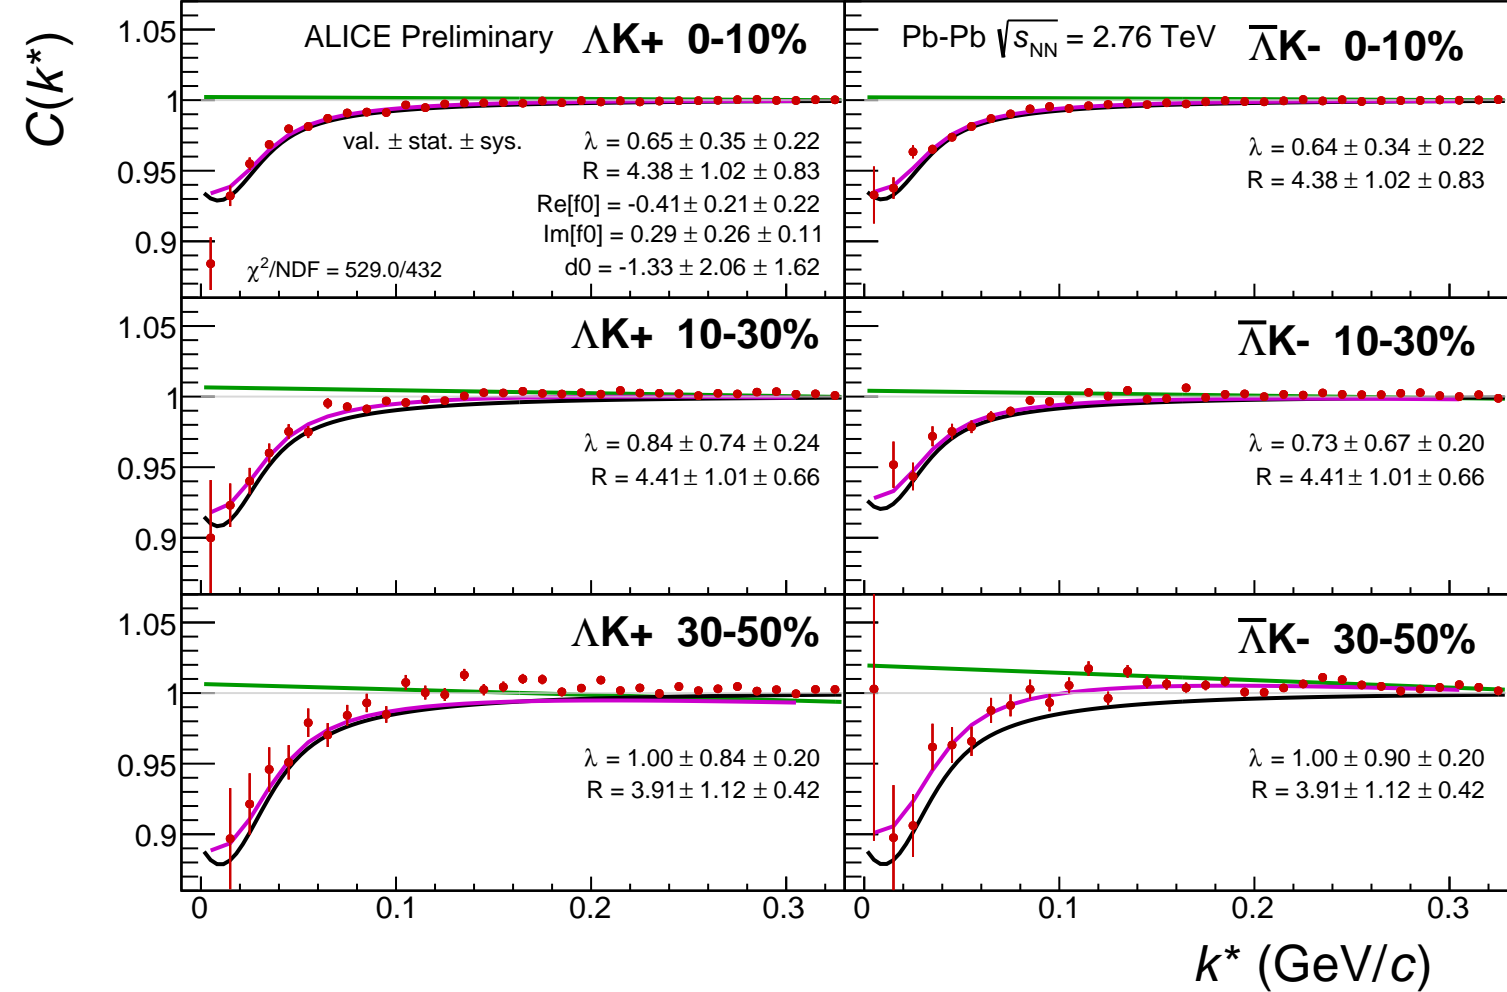 C(k*)
ALICE Preliminary ΛK+ 0-10%
1.05
1
0.95
0.9
val. ± stat. ± sys.
λ = 0.65 ± 0.35 ± 0.22
R = 4.38 ± 1.02 ± 0.83
Re[f0] = -0.41 ± 0.21 ± 0.22
Im[f0] = 0.29 ± 0.26 ± 0.11
d0 = -1.33 ± 2.06 ± 1.62
χ²/NDF = 529.0/432
Pb-Pb √sNN = 2.76 TeV Λ̅K- 0-10%
λ = 0.64 ± 0.34 ± 0.22
R = 4.38 ± 1.02 ± 0.83
ΛK+ 10-30%
1.05
1
0.95
0.9
λ = 0.84 ± 0.74 ± 0.24
R = 4.41 ± 1.01 ± 0.66
Λ̅K- 10-30%
λ = 0.73 ± 0.67 ± 0.20
R = 4.41 ± 1.01 ± 0.66
ΛK+ 30-50%
1.05
1
0.95
0.9
λ = 1.00 ± 0.84 ± 0.20
R = 3.91 ± 1.12 ± 0.42
Λ̅K- 30-50%
λ = 1.00 ± 0.90 ± 0.20
R = 3.91 ± 1.12 ± 0.42
0 0.1 0.2 0.3 0 0.1 0.2 0.3
k* (GeV/c)